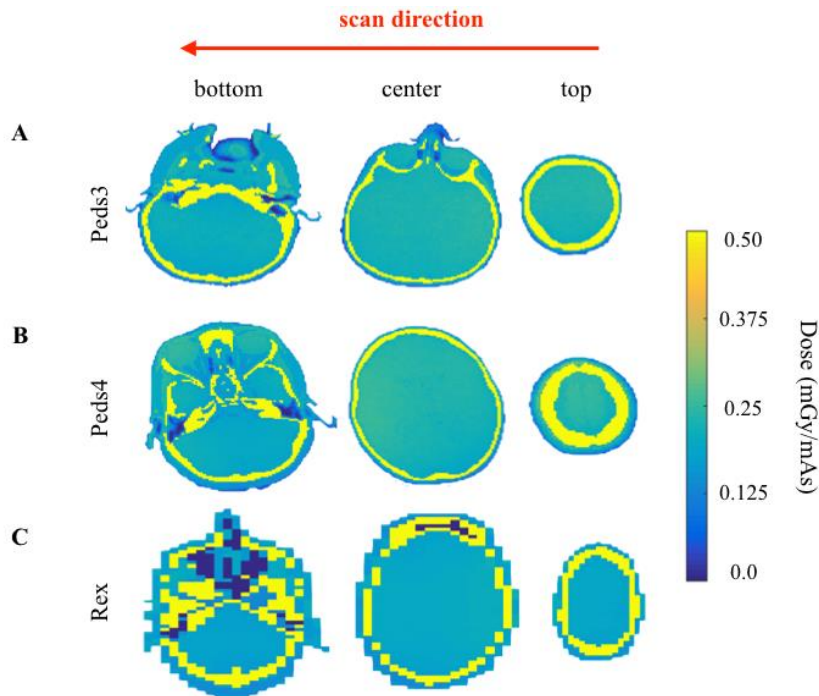 scan direction
bottom center top
A
Peds3
B
Peds4
C
Rex
0.50
0.375
0.25
0.125
0.0
Dose (mGy/mAs)